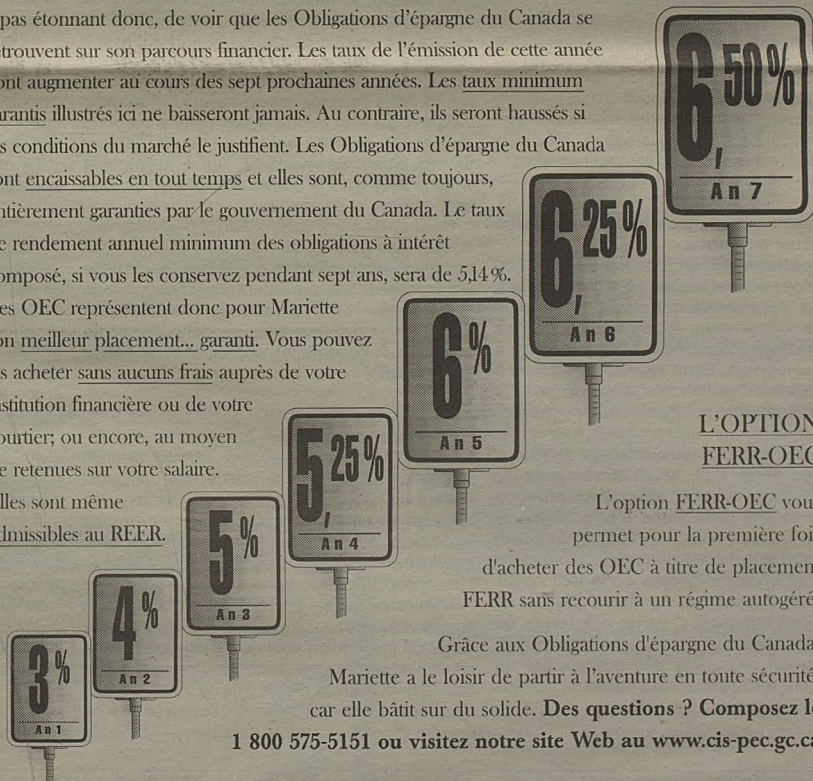 pas étonnant donc, de voir que les Obligations d'épargne du Canada se
etrouvent sur son parcours financier. Les taux de l'émission de cette année
ont augmenter au cours des sept prochaines années. Les taux minimum
arantis illustrés ici ne baisseront jamais. Au contraire, ils seront haussés si
s conditions du marché le justifient. Les Obligations d'épargne du Canada
ont encaissables en tout temps et elles sont, comme toujours,
ntièrement garanties par le gouvernement du Canada. Le taux
e rendement annuel minimum des obligations à intérêt
omposé, si vous les conservez pendant sept ans, sera de 5,14 %.
es OEC représentent donc pour Mariette
on meilleur placement... garanti. Vous pouvez
s acheter sans aucuns frais auprès de votre
stitution financière ou de votre
ourtier; ou encore, au moyen
e retenues sur votre salaire.
lles sont même
dmissibles au REER.
3 %
An 1
4 %
An 2
5 %
An 3
5,25 %
An 4
6 %
An 5
6,25 %
An 6
6,50 %
An 7
L'OPTION
FERR-OEC
L'option FERR-OEC vou
permet pour la première foi
d'acheter des OEC à titre de placemen
FERR sans recourir à un régime autogéré
Grâce aux Obligations d'épargne du Canada
Mariette a le loisir de partir à l'aventure en toute sécurité
car elle bâtit sur du solide. Des questions ? Composez le
1 800 575-5151 ou visitez notre site Web au www.cis-pec.gc.ca